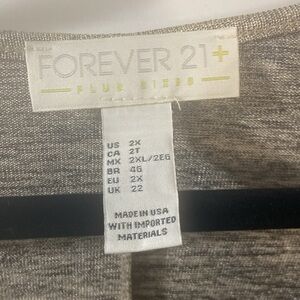 FOREVER 21+
PLUS SIZES
US 2X
CA 2T
MX 2XL/2EG
BR 46
EU 2X
UK 22
MADE IN USA
WITH IMPORTED
MATERIALS